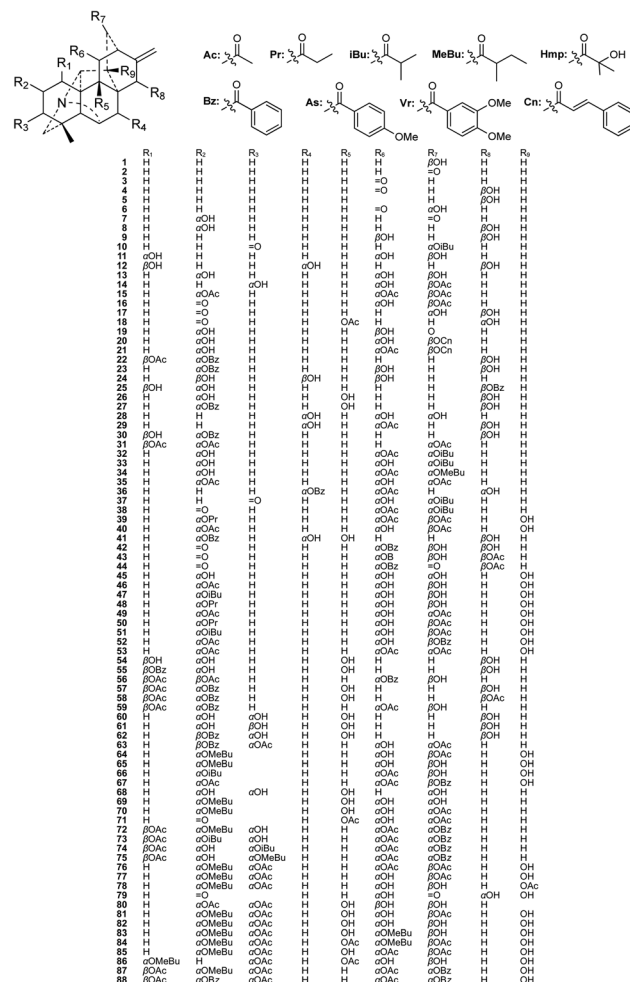 R7
R6
R1
R2
R9
R8
N
R5
R3
R4
Ac: Pr: iBu: MeBu: Hmp:
O O O O O OH
Bz: As: Vr: Cn:
O O O O
OMe OMe OMe
R1 R2 R3 R4 R5 R6 R7 R8 R9
1 H H H H H H βOH H H
2 H H H H H H =O H H
3 H H H H H =O H H H
4 H H H H H =O H βOH H
5 H H H H H H H βOH H
6 H H H H H =O αOH H H
7 H αOH H H H H =O H H
8 H αOH H H H H H βOH H
9 H H H H H βOH H βOH H
10 H H =O H H H αOiBu H H
11 αOH H H H H αOH βOH H H
12 βOH H H αOH H H H βOH H
13 H αOH H H H αOH βOH H H
14 H H αOH H H αOH βOAc H H
15 H αOAc H H H αOAc βOAc H H
16 H =O H H H αOH βOAc H H
17 H =O H H H H αOH βOH H
18 H =O H H OAc H H αOH H
19 H αOH H H H βOH O H H
20 H αOH H H H αOH βOCn H H
21 H αOH H H H αOAc βOCn H H
22 βOAc αOBz H H H H H βOH H
23 H αOBz H H H βOH H βOH H
24 H βOH H βOH H βOH H H H
25 βOH αOH H H H H H βOBz H
26 H αOH H H OH H H βOH H
27 H αOBz H H OH H H βOH H
28 H H H αOH H αOH αOH H H
29 H H H αOH H αOAc H βOH H
30 βOH αOBz H H H H H βOH H
31 βOAc αOAc H H H H αOAc H H
32 H αOH H H H αOAc αOiBu H H
33 H αOH H H H αOH αOiBu H H
34 H αOH H H H αOAc αOMeBu H H
35 H αOAc H H H αOH αOAc H H
36 H H H αOBz H αOAc H αOH H
37 H H =O H H αOH αOiBu H H
38 H =O H H H αOAc αOiBu H H
39 H αOPr H H H αOAc βOAc H OH
40 H αOAc H H H αOAc βOAc H OH
41 H αOBz H αOH OH H H βOH H
42 H =O H H H αOBz βOH βOH H
43 H =O H H H αOB βOH βOAc H
44 H =O H H H αOBz =O βOAc H
45 H αOH H H H αOH αOH H OH
46 H αOAc H H H αOH βOH H OH
47 H αOiBu H H H αOH βOH H OH
48 H αOPr H H H αOH βOH H OH
49 H αOAc H H H αOH αOAc H OH
50 H αOPr H H H αOH αOAc H OH
51 H αOiBu H H H αOH βOAc H OH
52 H αOAc H H H αOH βOBz H OH
53 H αOAc H H H αOAc αOAc H OH
54 βOH αOH H H OH H H βOH H
55 βOBz αOH H H OH H H βOH H
56 βOAc βOAc H H H αOBz βOH H H
57 βOAc αOBz H H OH H H βOH H
58 βOAc αOBz H H OH H H βOAc H
59 βOAc αOBz H H H αOAc βOH H H
60 H αOH αOH H OH H H βOH H
61 H αOH βOH H OH H H βOH H
62 H βOBz αOH H OH H H βOH H
63 H βOBz αOAc H H αOH αOAc H H
64 H αOMeBu H H αOH βOAc H OH
65 H αOMeBu H H αOH βOH H OH
66 H αOiBu H H αOAc βOH H OH
67 H αOAc H H αOAc βOBz H OH
68 H αOH αOH H OH H αOH H H
69 H αOMeBu H OH αOH αOH H H
70 H αOMeBu H OH αOH αOAc H H
71 H =O H OAc αOH αOAc H H
72 βOAc αOMeBu αOH H H αOAc αOBz H H
73 βOAc αOiBu αOH H H αOAc αOBz H H
74 βOAc αOH αOiBu H H αOAc αOBz H H
75 βOAc αOH αOMeBu H H αOAc αOBz H H
76 H αOMeBu αOAc H H αOAc βOAc H OH
77 H αOMeBu αOAc H H αOH βOAc H OH
78 H αOMeBu αOAc H H αOH βOH H OAc
79 H =O H H αOH =O αOH OH
80 αOAc αOAc H OH βOH βOH H
81 H αOMeBu αOAc H OH αOH βOAc H OH
82 H αOMeBu αOAc H OH αOH βOH H OH
83 H αOMeBu αOAc H OH αOMeBu βOH H OH
84 H αOMeBu αOAc H OAc αOMeBu βOAc H OH
85 H αOMeBu αOAc H OH αOAc βOAc H OH
86 αOMeBu H αOAc H OAc αOH βOH H OH
87 βOAc αOMeBu αOAc H H αOAc αOBz H OH
88 βOAc αOBz αOAc H H αOAc αOBz H OH